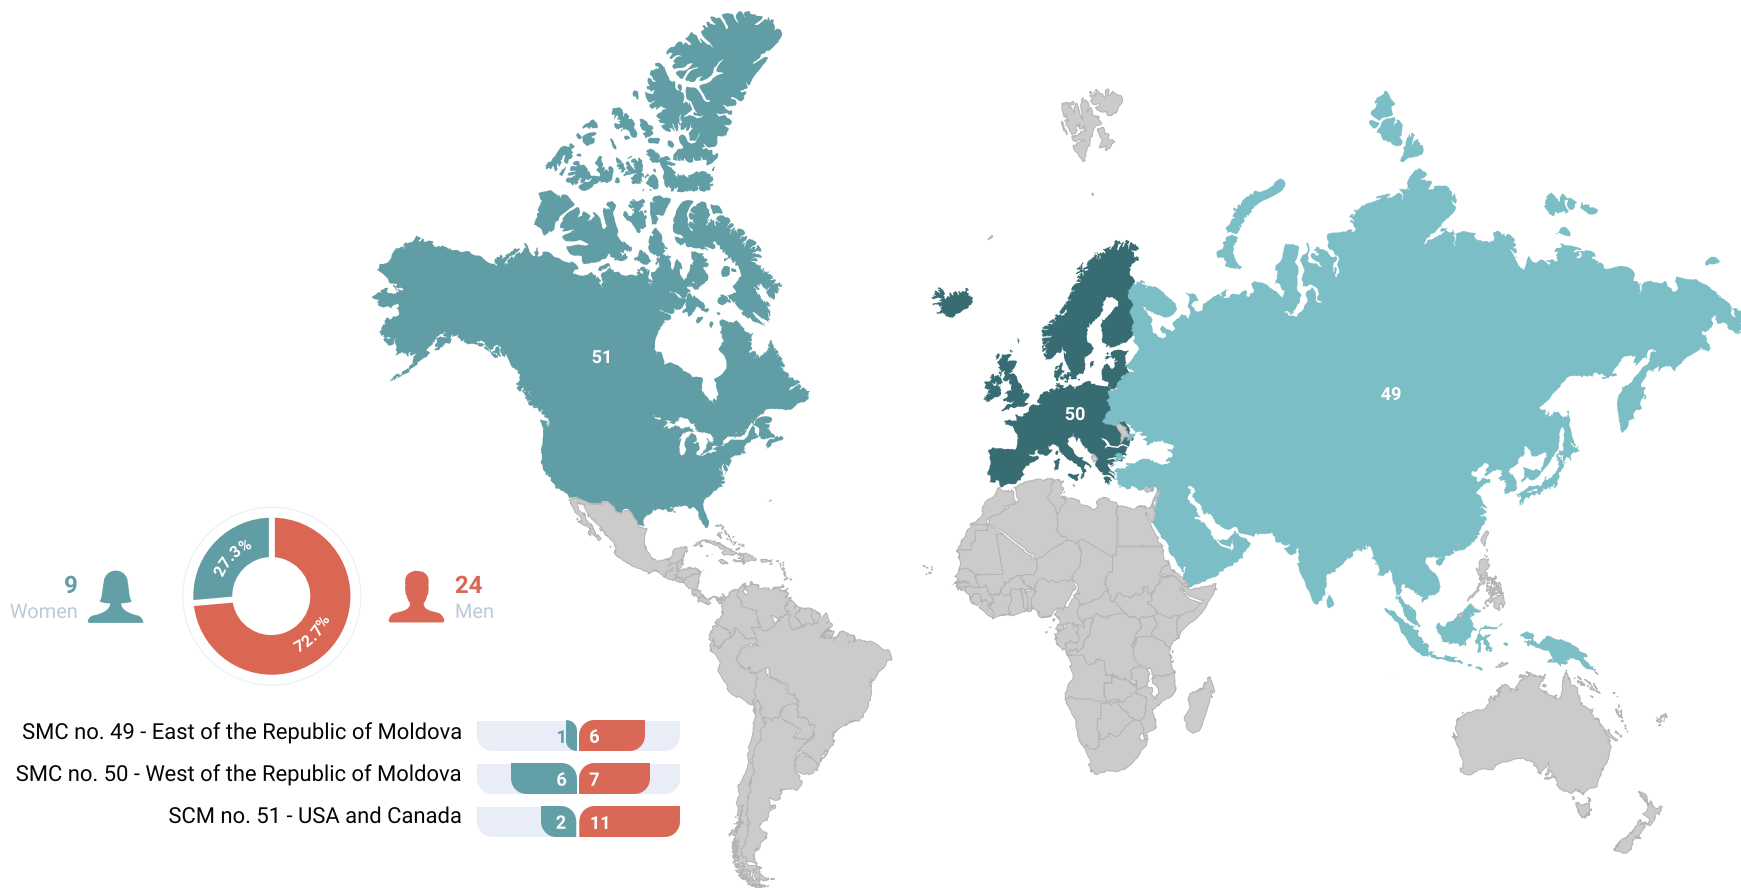 51
49
50
27.3%
72.7%
9
Women
24
Men
SMC no. 49 - East of the Republic of Moldova 1 6
SMC no. 50 - West of the Republic of Moldova 6 7
SCM no. 51 - USA and Canada 2 11